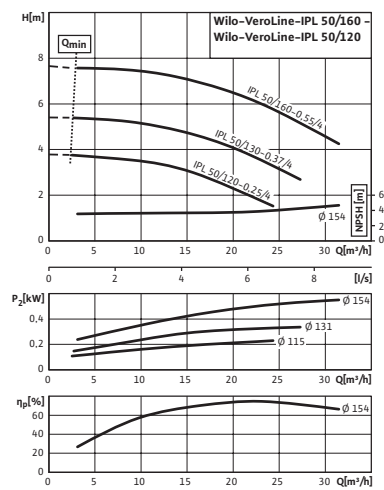 H[m]
Wilo-VeroLine-IPL 50/160 –
Wilo-VeroLine-IPL 50/120
Qmin
8
6
4
2
0
IPL 50/160-0,55/4
IPL 50/130-0,37/4
IPL 50/120-0,25/4
NPSH [m]
6
4
2
0
Ø 154
0 5 10 15 20 25 30 Q[m³/h]
0 2 4 6 8 [l/s]
P₂[kW]
0,4
0,2
0
Ø 154
Ø 131
Ø 115
0 5 10 15 20 25 30 Q[m³/h]
ηp[%]
60
40
20
0
Ø 154
0 5 10 15 20 25 30 Q[m³/h]